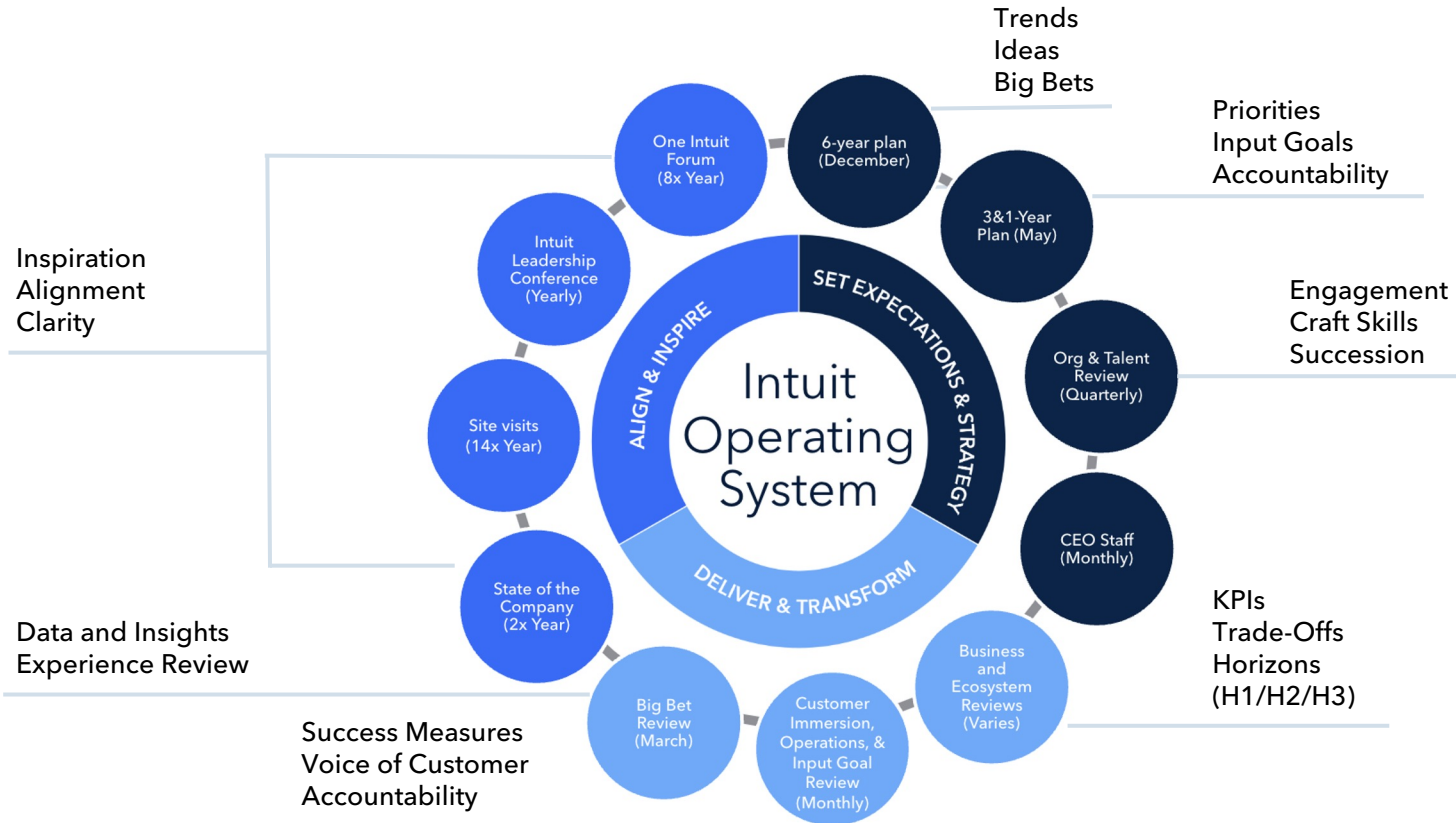 Trends
Ideas
Big Bets
Priorities
Input Goals
Accountability
Engagement
Craft Skills
Succession
KPIs
Trade-Offs
Horizons
(H1/H2/H3)
Success Measures
Voice of Customer
Accountability
Data and Insights
Experience Review
Inspiration
Alignment
Clarity
6-year plan
(December)
3&1-Year
Plan (May)
Org & Talent
Review
(Quarterly)
CEO Staff
(Monthly)
Business
and
Ecosystem
Reviews
(Varies)
Customer
Immersion,
Operations, &
Input Goal
Review
(Monthly)
Big Bet
Review
(March)
State of the
Company
(2x Year)
Site visits
(14x Year)
Intuit
Leadership
Conference
(Yearly)
One Intuit
Forum
(8x Year)
SET EXPECTATIONS & STRATEGY
DELIVER & TRANSFORM
ALIGN & INSPIRE
Intuit
Operating
System